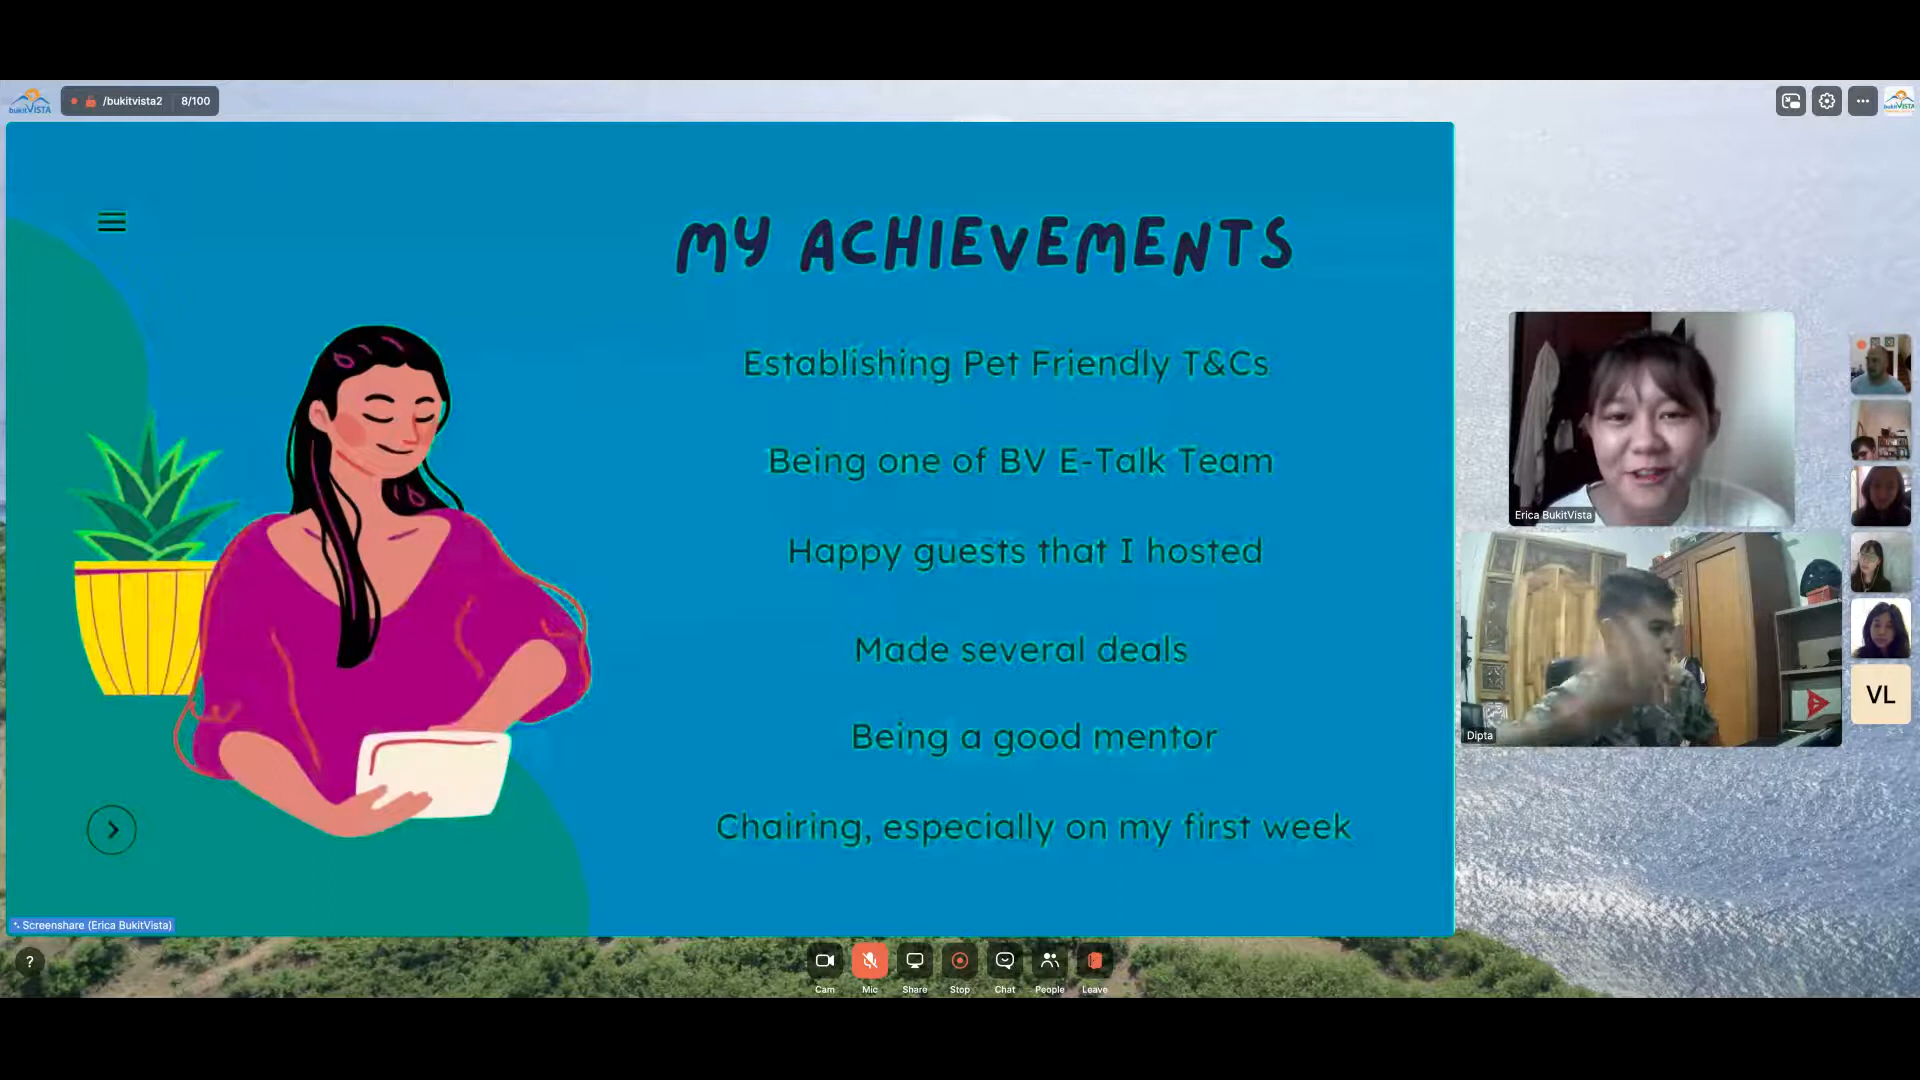 bukitVISTA
/bukitvista2 8/100
bukitVISTA
MY ACHIEVEMENTS
Establishing Pet Friendly T&Cs
Being one of BV E-Talk Team
Happy guests that I hosted
Made several deals
Being a good mentor
Chairing, especially on my first week
Screenshare (Erica BukitVista)
Erica BukitVista
Dipta
VL
?
Cam Mic Share Stop Chat People Leave